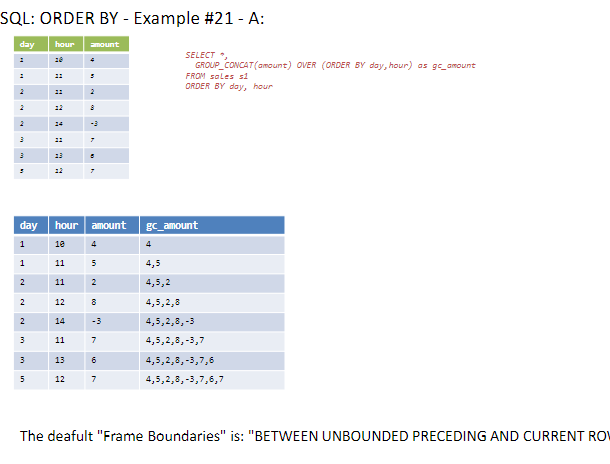 SQL: ORDER BY - Example #21 - A:
day hour amount
1 10 4
1 11 5
2 11 2
2 12 8
2 14 -3
3 11 7
3 13 6
5 12 7
SELECT *,
GROUP_CONCAT(amount) OVER (ORDER BY day,hour) as gc_amount
FROM sales s1
ORDER BY day, hour
day hour amount gc_amount
1 10 4 4
1 11 5 4,5
2 11 2 4,5,2
2 12 8 4,5,2,8
2 14 -3 4,5,2,8,-3
3 11 7 4,5,2,8,-3,7
3 13 6 4,5,2,8,-3,7,6
5 12 7 4,5,2,8,-3,7,6,7
The deafult "Frame Boundaries" is: "BETWEEN UNBOUNDED PRECEDING AND CURRENT ROW